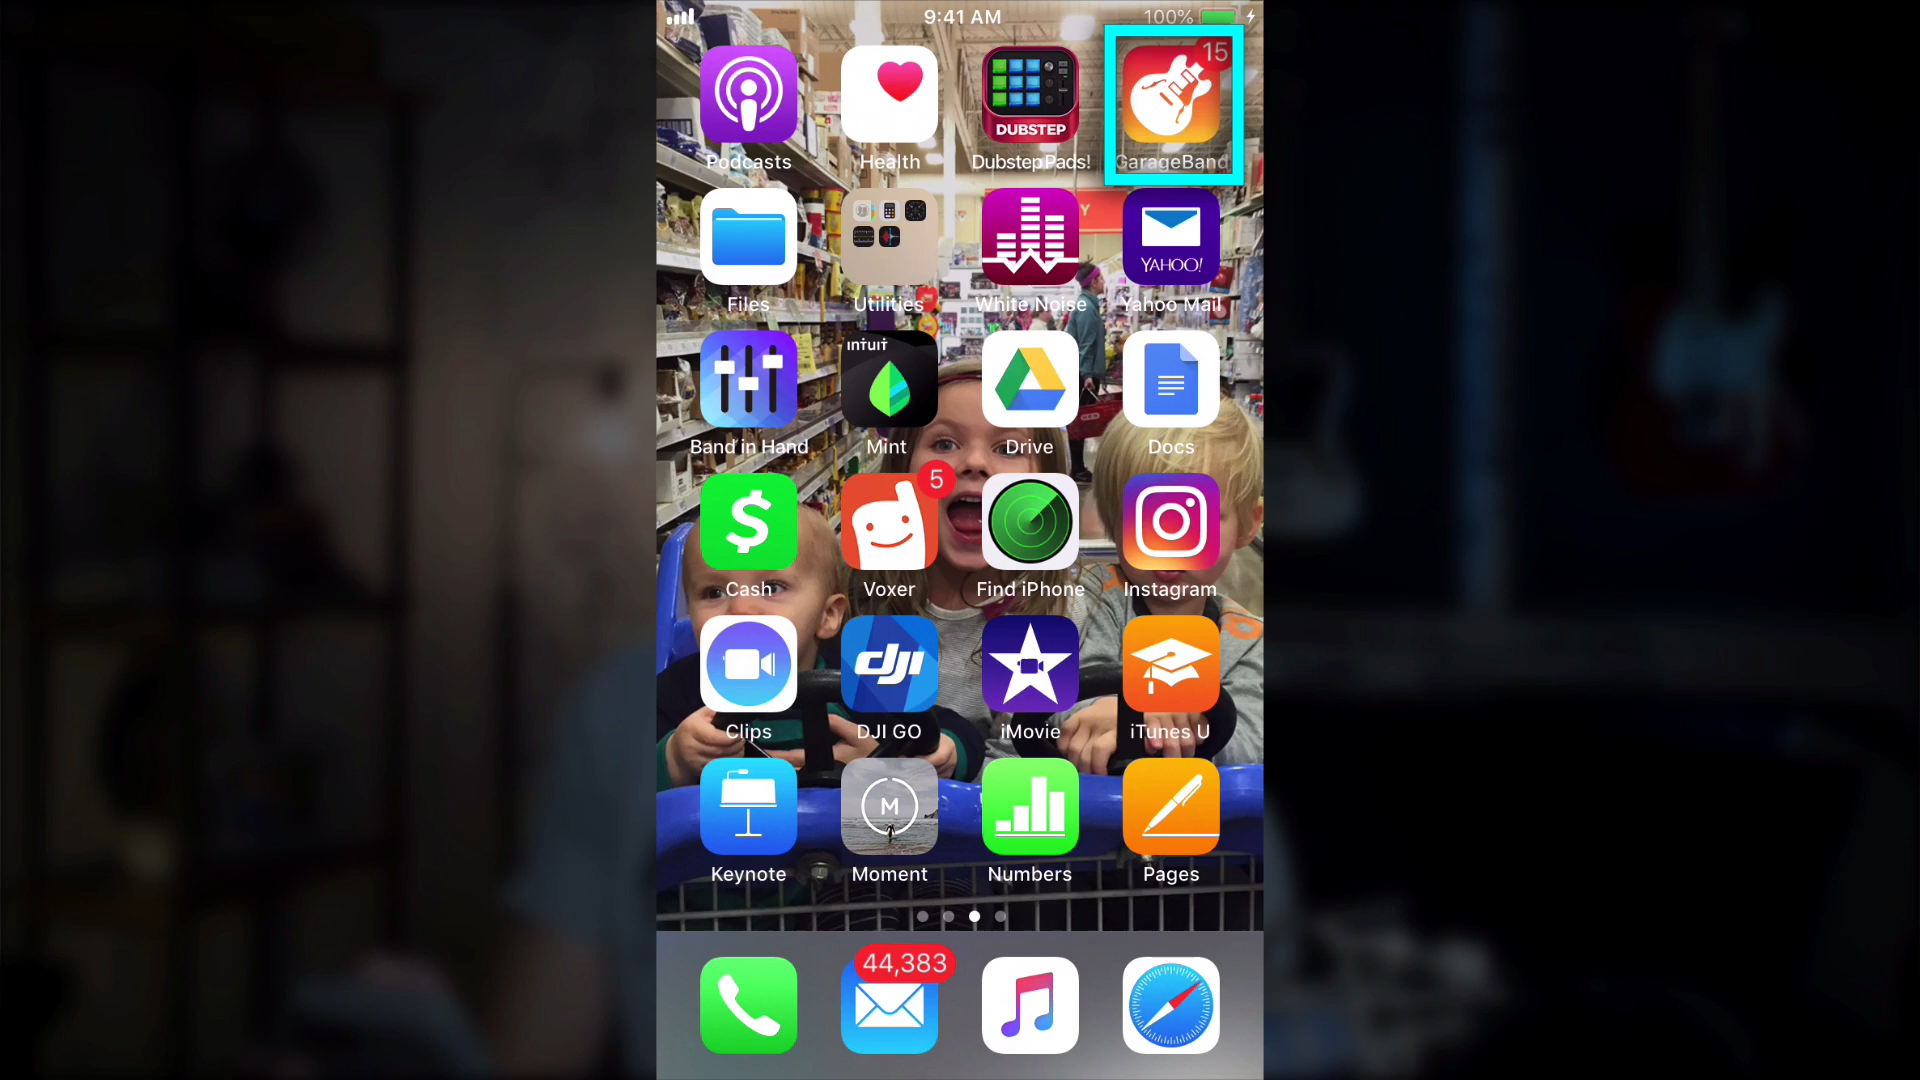 9:41 AM
100%
15
DUBSTEP
Podcasts
Health
DubstepPads!
GarageBand
Y
YAHOO!
Files
Utilities
White Noise
Yahoo Mail
intuit
Band in Hand
Mint
Drive
Docs
5
$
Cash
Voxer
Find iPhone
Instagram
dji
Clips
DJI GO
iMovie
iTunes U
M
Keynote
Moment
Numbers
Pages
44,383